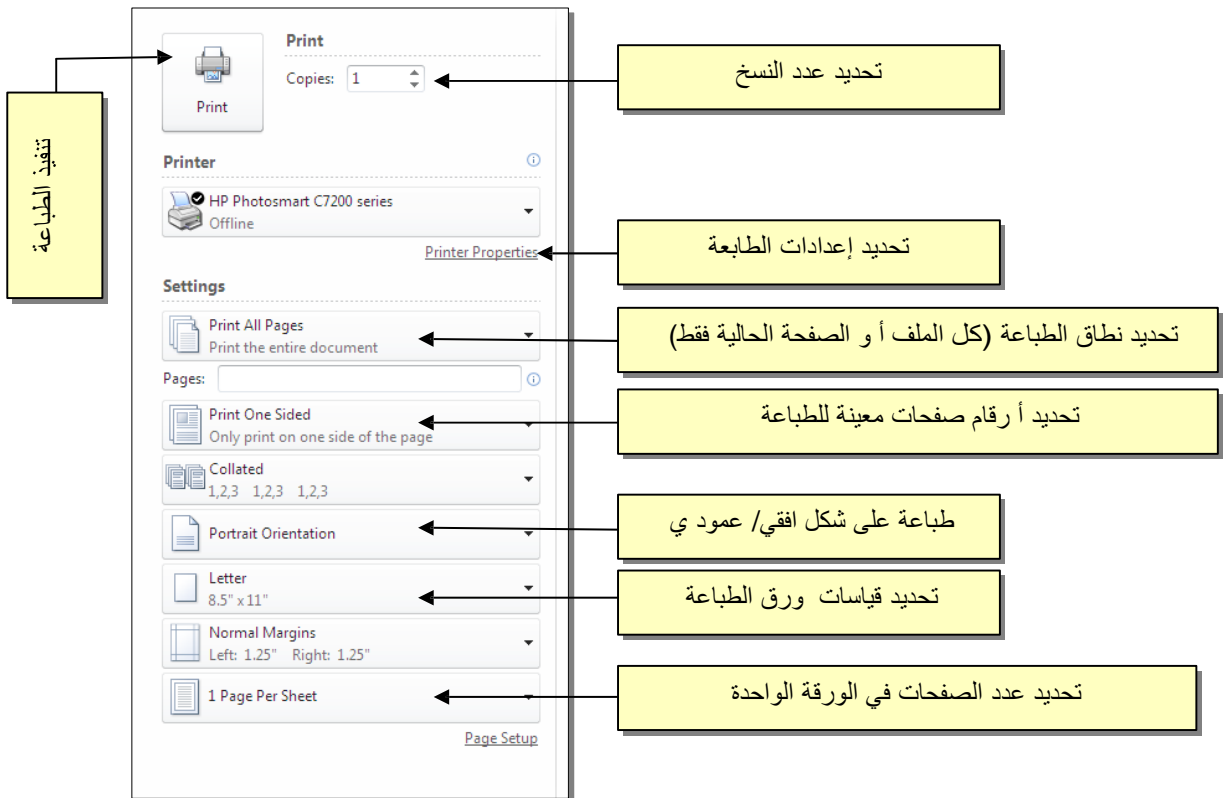 Print
Copies: 1
تحديد عدد النسخ
Print
تنفيذ الطباعة
Printer
HP Photosmart C7200 series
Offline
Printer Properties
تحديد إعدادات الطابعة
Settings
Print All Pages
Print the entire document
تحديد نطاق الطباعة (كل الملف أ و الصفحة الحالية فقط)
Pages:
Print One Sided
Only print on one side of the page
تحديد أ رقام صفحات معينة للطباعة
Collated
1,2,3 1,2,3 1,2,3
Portrait Orientation
طباعة على شكل افقي/ عمود ي
Letter
8.5" x 11"
تحديد قياسات ورق الطباعة
Normal Margins
Left: 1.25" Right: 1.25"
1 Page Per Sheet
تحديد عدد الصفحات في الورقة الواحدة
Page Setup